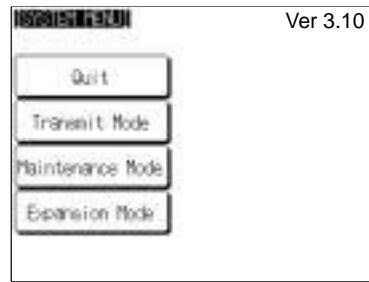 [SYSTEM MENU]
Ver 3.10
Quit
Transmit Mode
Maintenance Mode
Expansion Mode